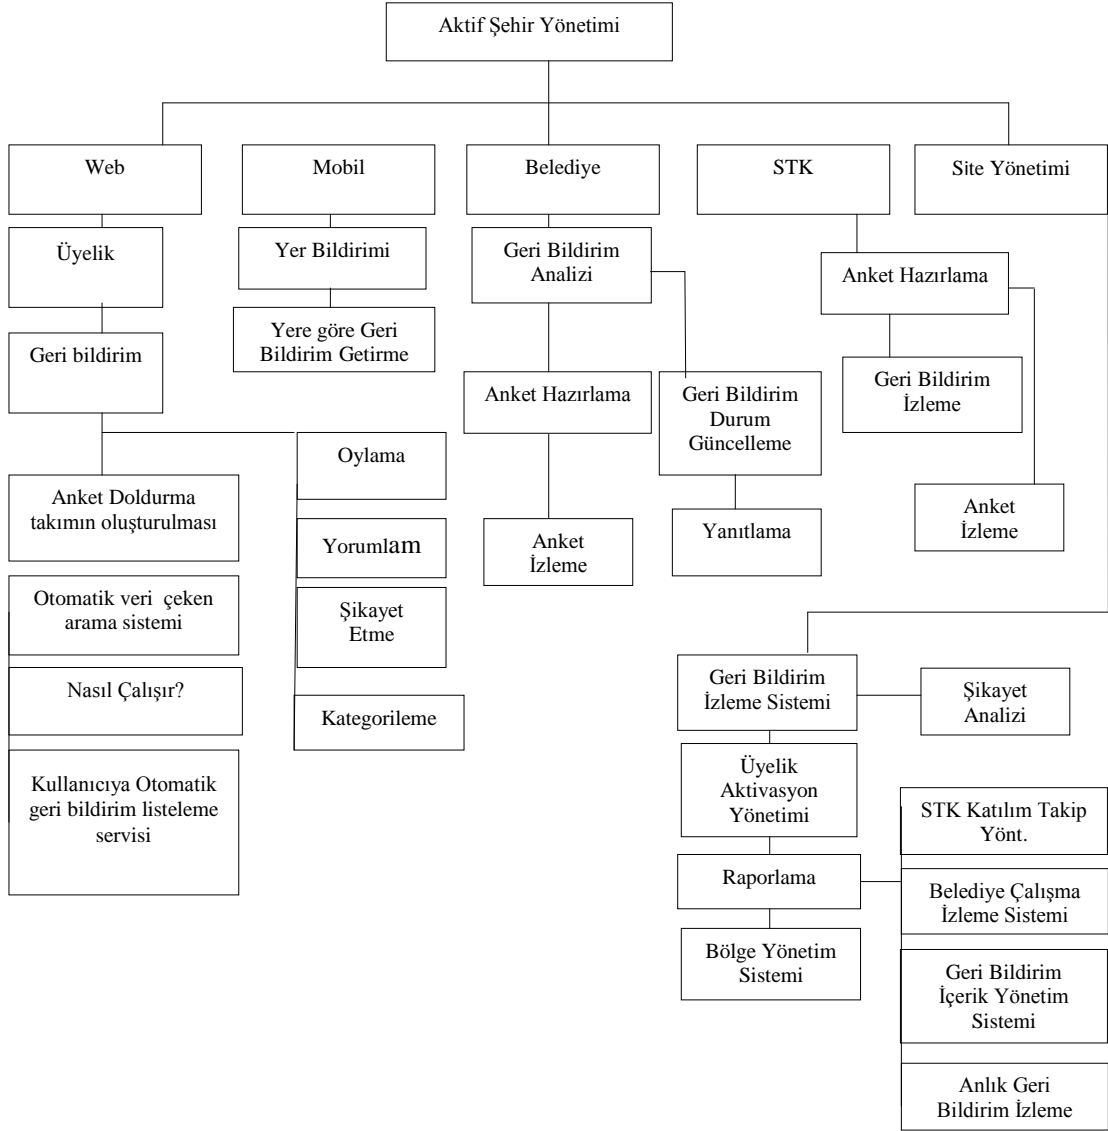 Aktif Şehir Yönetimi
Web
Mobil
Belediye
STK
Site Yönetimi
Üyelik
Yer Bildirimi
Geri Bildirim
Analizi
Anket Hazırlama
Geri bildirim
Yere göre Geri
Bildirim Getirme
Anket Hazırlama
Geri Bildirim
Durum
Güncelleme
Geri Bildirim
İzleme
Oylama
Anket Doldurma
takımın oluşturulması
Yorumlam
Anket
İzleme
Yanıtlama
Anket
İzleme
Otomatik veri çeken
arama sistemi
Şikayet
Etme
Nasıl Çalışır?
Kategorileme
Geri Bildirim
İzleme Sistemi
Şikayet
Analizi
Kullanıcıya Otomatik
geri bildirim listeleme
servisi
Üyelik
Aktivasyon
Yönetimi
STK Katılım Takip
Yönt.
Raporlama
Belediye Çalışma
İzleme Sistemi
Bölge Yönetim
Sistemi
Geri Bildirim
İçerik Yönetim
Sistemi
Anlık Geri
Bildirim İzleme